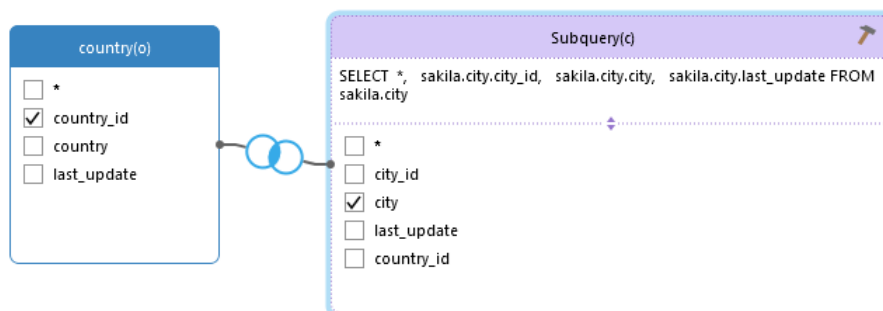 country(o)
*
country_id
country
last_update
Subquery(c)
SELECT *, sakila.city.city_id, sakila.city.city, sakila.city.last_update FROM
sakila.city
*
city_id
city
last_update
country_id